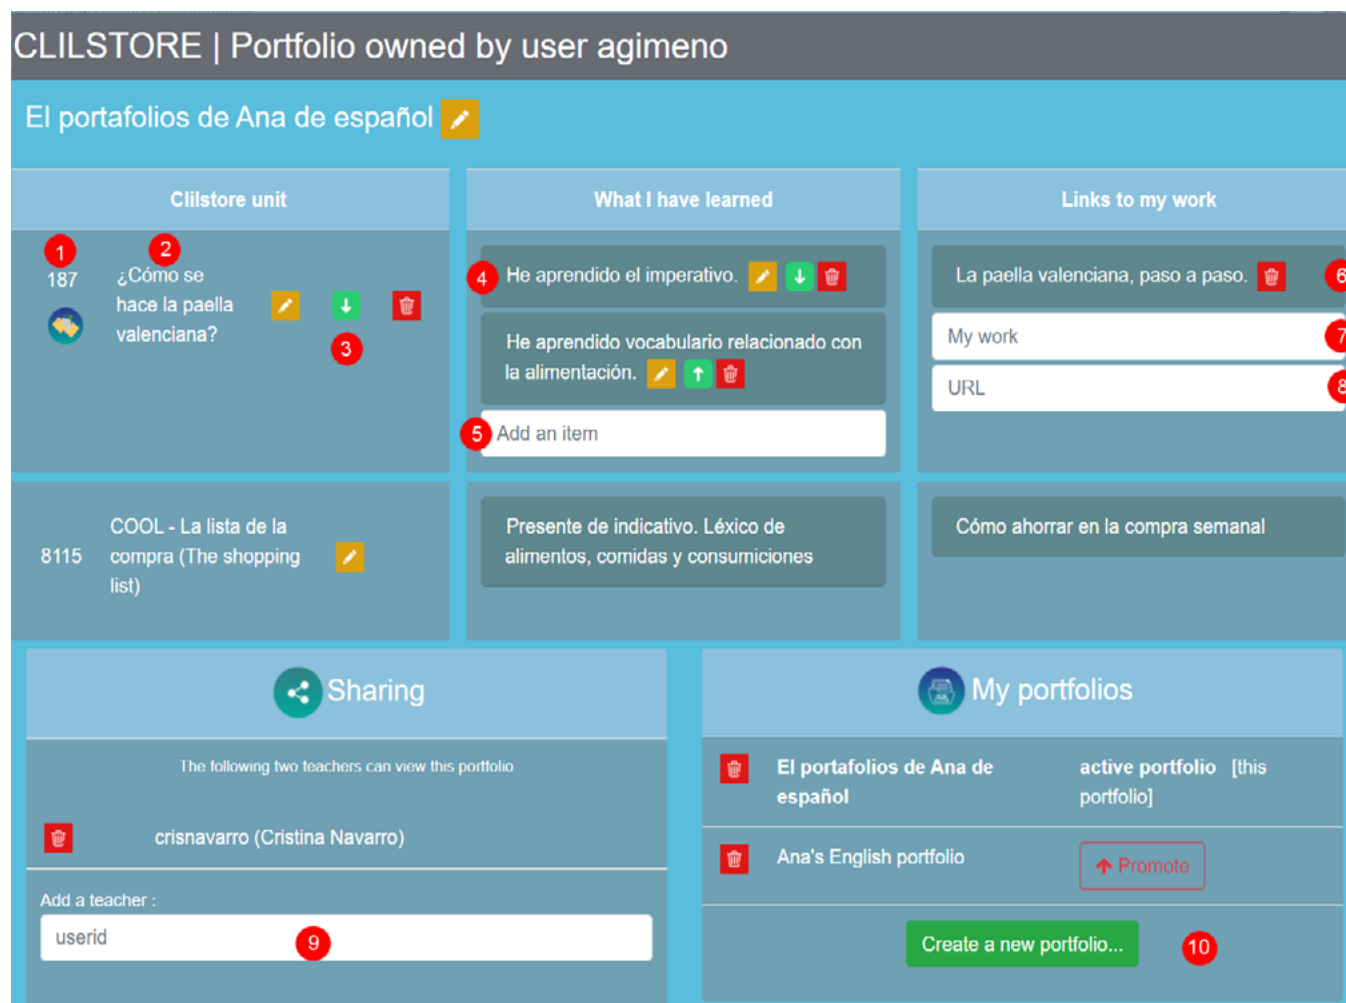 CLILSTORE | Portfolio owned by user agimeno
El portafolios de Ana de español
Clilstore unit
What I have learned
Links to my work
1
2
187
¿Cómo se
hace la paella
valenciana?
3
4
He aprendido el imperativo.
He aprendido vocabulario relacionado con
la alimentación.
5
Add an item
La paella valenciana, paso a paso.
6
My work
7
URL
8
8115
COOL - La lista de la
compra (The shopping
list)
Presente de indicativo. Léxico de
alimentos, comidas y consumiciones
Cómo ahorrar en la compra semanal
Sharing
The following two teachers can view this portfolio
crisnavarro (Cristina Navarro)
Add a teacher :
userid
9
My portfolios
El portafolios de Ana de
español
active portfolio [this
portfolio]
Ana's English portfolio
Promote
Create a new portfolio...
10